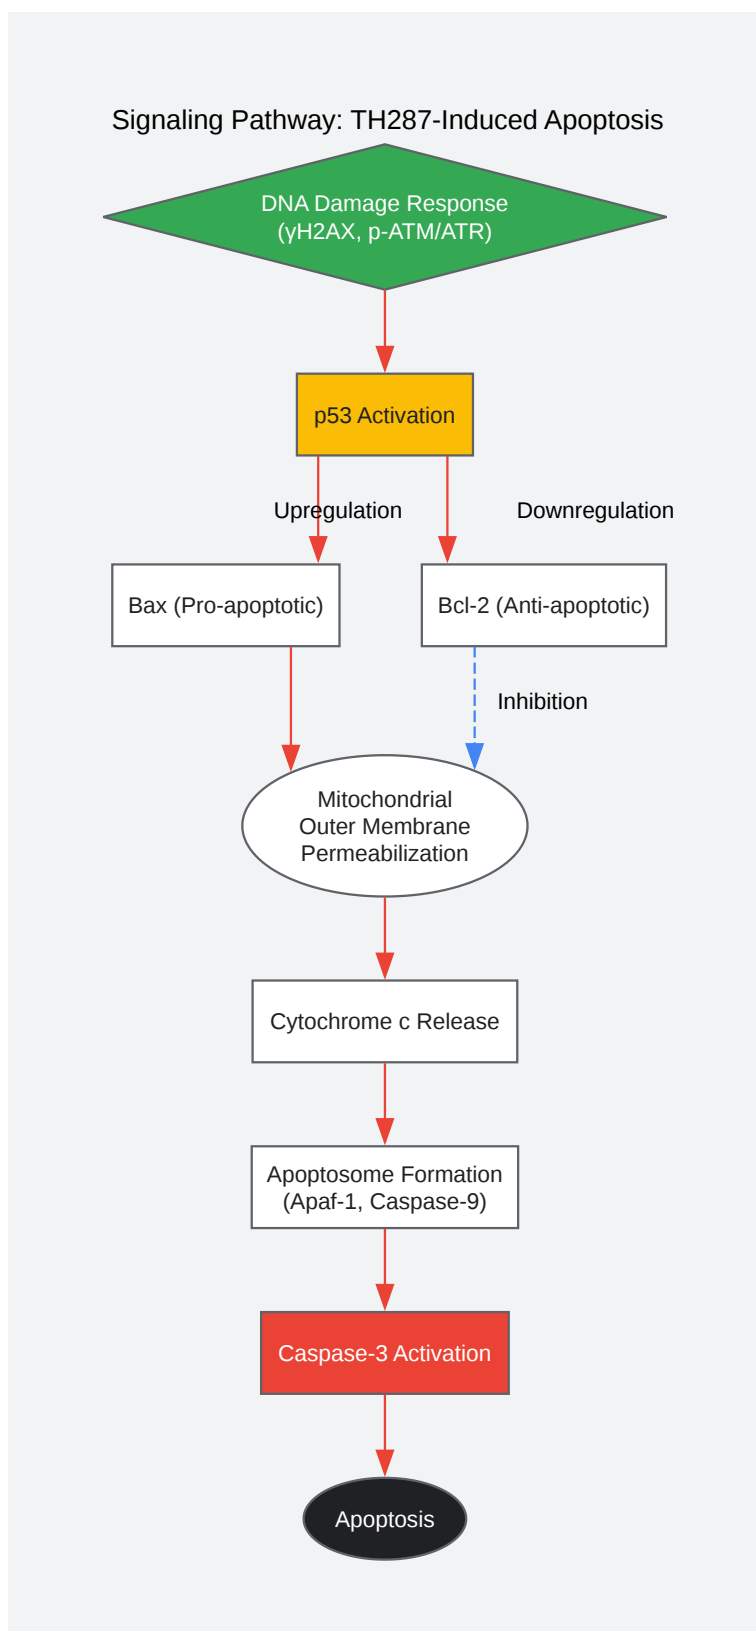 Signaling Pathway: TH287-Induced Apoptosis
DNA Damage Response
(γH2AX, p-ATM/ATR)
p53 Activation
Upregulation
Downregulation
Bax (Pro-apoptotic)
Bcl-2 (Anti-apoptotic)
Inhibition
Mitochondrial
Outer Membrane
Permeabilization
Cytochrome c Release
Apoptosome Formation
(Apaf-1, Caspase-9)
Caspase-3 Activation
Apoptosis